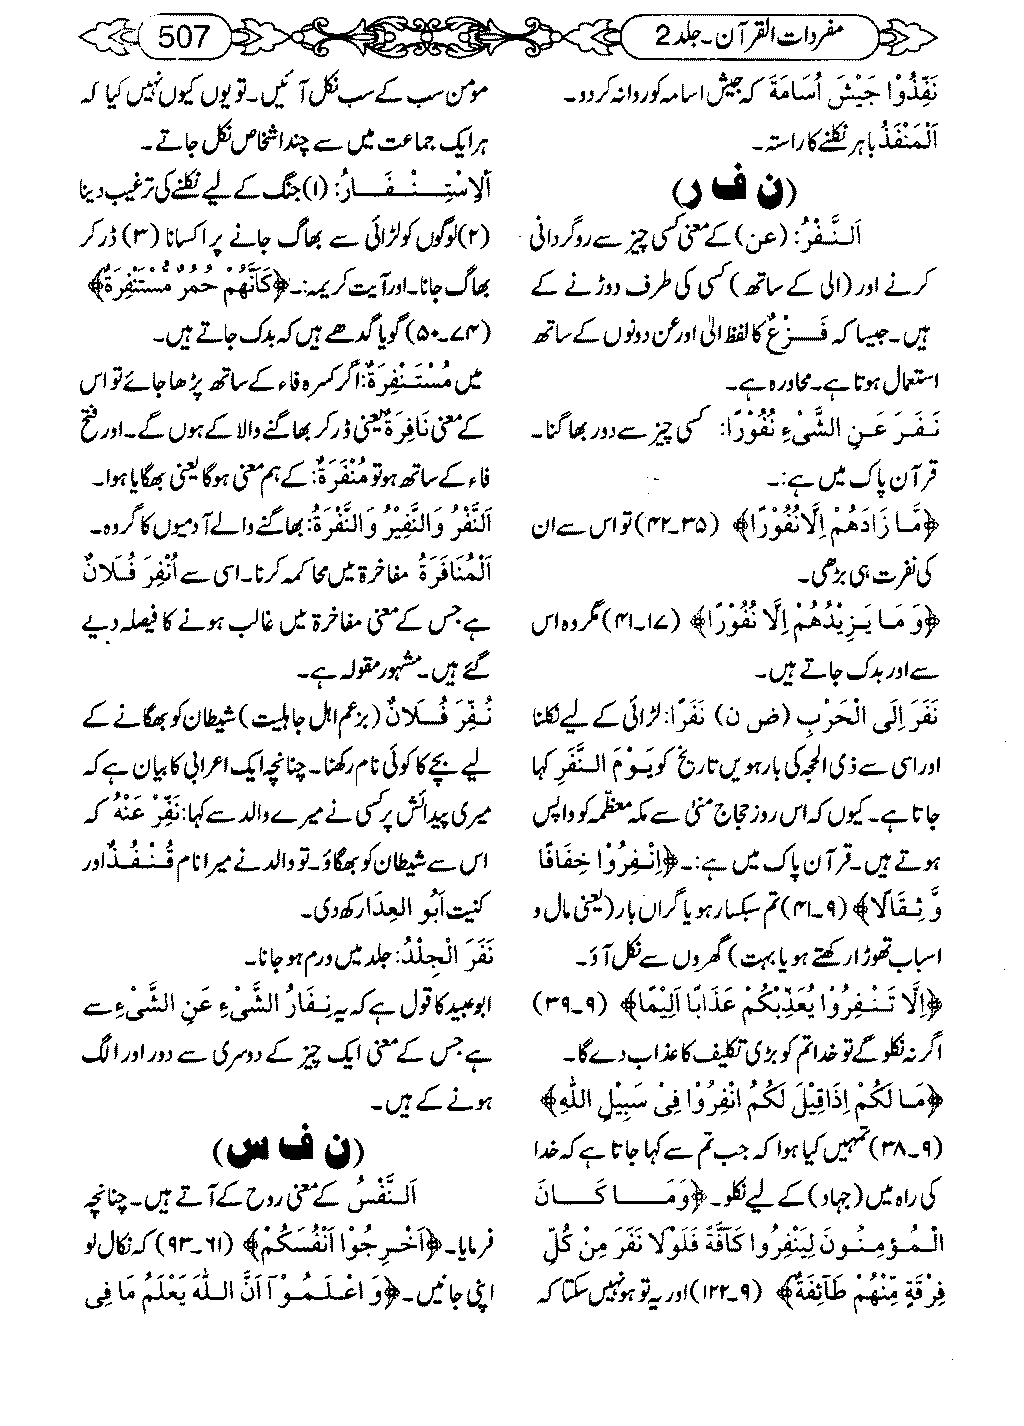 مفردات القرآن۔ جلد 2
507
نَفِّذُوْا جَيْشَ اُسَامَةَ کہ جیش اسامہ کو روانہ کردو۔
اَلْمَنْفَذُ باہر نکلنے کا راستہ۔
(ن ف ر)
اَلنَّفْرُ: (عن) کے معنی کسی چیز سے روگردانی
کرنے اور (الی کے ساتھ) کسی کی طرف دوڑنے کے
ہیں۔ جیسا کہ فَزِعَ کا لفظ الی اور عن دونوں کے ساتھ
استعمال ہوتا ہے۔ محاورہ ہے۔
نَفَرَ عَنِ الشَّیْءِ نُفُوْرًا: کسی چیز سے دور بھاگنا۔
قرآن پاک میں ہے:۔
﴿مَّا زَادَهُمْ اِلَّا نُفُوْرًا﴾ (۳۵۔۴۲) تو اس سے ان
کی نفرت ہی بڑھی۔
﴿وَمَا يَزِيْدُهُمْ اِلَّا نُفُوْرًا﴾ (۱۷۔۴۱) مگر وہ اس
سے اور بدک جاتے ہیں۔
نَفَرَ اِلَی الْحَرْبِ (ض ن) نَفَرًا: لڑائی کے لیے نکلنا
اور اسی سے ذی الحجہ کی بارہویں تاریخ کو يَوْمَ النَّفَرِ کہا
جاتا ہے۔ کیوں کہ اس روز حجاج منیٰ سے مکہ معظمہ کو واپس
ہوتے ہیں۔ قرآن پاک میں ہے:۔ ﴿اِنْفِرُوْا خِفَافًا
وَّثِقَالًا﴾ (۹۔۴۱) تم سبکسار ہو یا گراں بار (یعنی مال و
اسباب تھوڑا رکھتے ہو یا بہت) گھروں سے نکل آؤ۔
﴿اِلَّا تَنْفِرُوْا يُعَذِّبْكُمْ عَذَابًا اَلِيْمًا﴾ (۹۔۳۹)
اگر نہ نکلو گے تو خدا تم کو بڑی تکلیف کا عذاب دے گا۔
﴿مَا لَكُمْ اِذَا قِيْلَ لَكُمُ انْفِرُوْا فِیْ سَبِيْلِ اللّٰهِ﴾
(۹۔۳۸) تمہیں کیا ہوا کہ جب تم سے کہا جاتا ہے کہ خدا
کی راہ میں (جہاد) کے لیے نکلو۔ ﴿وَمَا كَانَ
الْمُؤْمِنُوْنَ لِيَنْفِرُوْا كَآفَّةً فَلَوْلَا نَفَرَ مِنْ كُلِّ
فِرْقَةٍ مِّنْهُمْ طَآئِفَةٌ﴾ (۹۔۱۲۲) اور یہ تو ہو نہیں سکتا کہ
مومن سب کے سب نکل آئیں۔ تو یوں کیوں نہیں کیا کہ
ہر ایک جماعت میں سے چند اشخاص نکل جاتے۔
اَلْاِسْتِنْفَارُ: (۱) جنگ کے لیے نکلنے کی ترغیب دینا
(۲) لوگوں کو لڑائی سے بھاگ جانے پر اکسانا (۳) ڈر کر
بھاگ جانا۔ اور آیت کریمہ:۔ ﴿كَاَنَّهُمْ حُمُرٌ مُّسْتَنْفِرَةٌ﴾
(۷۴۔۵۰) گویا گدھے ہیں کہ بدک جاتے ہیں۔
میں مُسْتَنْفِرَةٌ: اگر کسرہ فاء کے ساتھ پڑھا جائے تو اس
کے معنی نَافِرَةٌ یعنی ڈر کر بھاگنے والا کے ہوں گے۔ اور فتح
فاء کے ساتھ ہو تو مُنْفَرَةٌ: کے ہم معنی ہوگا یعنی بھگایا ہوا۔
اَلنَّفْرُ وَالنَّفِيْرُ وَالنَّفْرَةُ: بھاگنے والے آدمیوں کا گروہ۔
اَلْمُنَافَرَةُ مفاخرۃ میں محاکمہ کرنا۔ اسی سے اُنْفِرَ فُلَانٌ
ہے جس کے معنی مفاخرۃ میں غالب ہونے کا فیصلہ دیے
گئے ہیں۔ مشہور مقولہ ہے۔
نُفِّرَ فُلَانٌ (بزعم اہل جاہلیت) شیطان کو بھگانے کے
لیے بچے کا کوئی نام رکھنا۔ چنانچہ ایک اعرابی کا بیان ہے کہ
میری پیدائش پر کسی نے میرے والد سے کہا: نَفِّرْ عَنْهُ کہ
اس سے شیطان کو بھگاؤ۔ تو والد نے میرا نام قُنْفُذٌ اور
کنیت اَبُو الْعِدَا رکھ دی۔
نَفَرَ الْجِلْدُ: جلد میں ورم ہو جانا۔
ابو عبید کا قول ہے کہ یہ نِفَارُ الشَّیْءِ عَنِ الشَّیْءِ سے
ہے جس کے معنی ایک چیز کے دوسری سے دور اور الگ
ہونے کے ہیں۔
(ن ف س)
اَلنَّفْسُ کے معنی روح کے آتے ہیں۔ چنانچہ
فرمایا۔ ﴿اَخْرِجُوْا اَنْفُسَكُمْ﴾ (۶۱۔۹۳) کہ نکال لو
اپنی جانیں۔ ﴿وَاعْلَمُوْا اَنَّ اللّٰهَ يَعْلَمُ مَا فِی